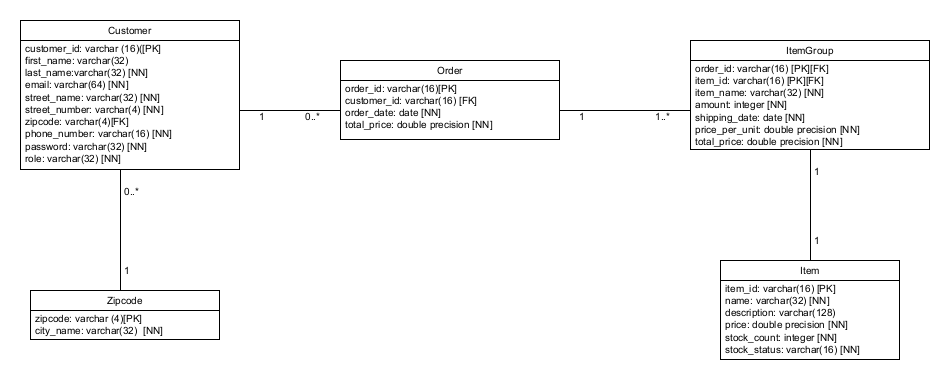 Customer
customer_id: varchar (16)([PK]
first_name: varchar(32)
last_name:varchar(32) [NN]
email: varchar(64) [NN]
street_name: varchar(32) [NN]
street_number: varchar(4) [NN]
zipcode: varchar(4)[FK]
phone_number: varchar(16) [NN]
password: varchar(32) [NN]
role: varchar(32) [NN]
1
0..*
Order
order_id: varchar(16)[PK]
customer_id: varchar(16) [FK]
order_date: date [NN]
total_price: double precision [NN]
1
1..*
ItemGroup
order_id: varchar(16) [PK][FK]
item_id: varchar(16) [PK][FK]
item_name: varchar(32) [NN]
amount: integer [NN]
shipping_date: date [NN]
price_per_unit: double precision [NN]
total_price: double precision [NN]
0..*
1
Zipcode
zipcode: varchar (4)[PK]
city_name: varchar(32)  [NN]
1
1
Item
item_id: varchar(16) [PK]
name: varchar(32) [NN]
description: varchar(128)
price: double precision [NN]
stock_count: integer [NN]
stock_status: varchar(16) [NN]